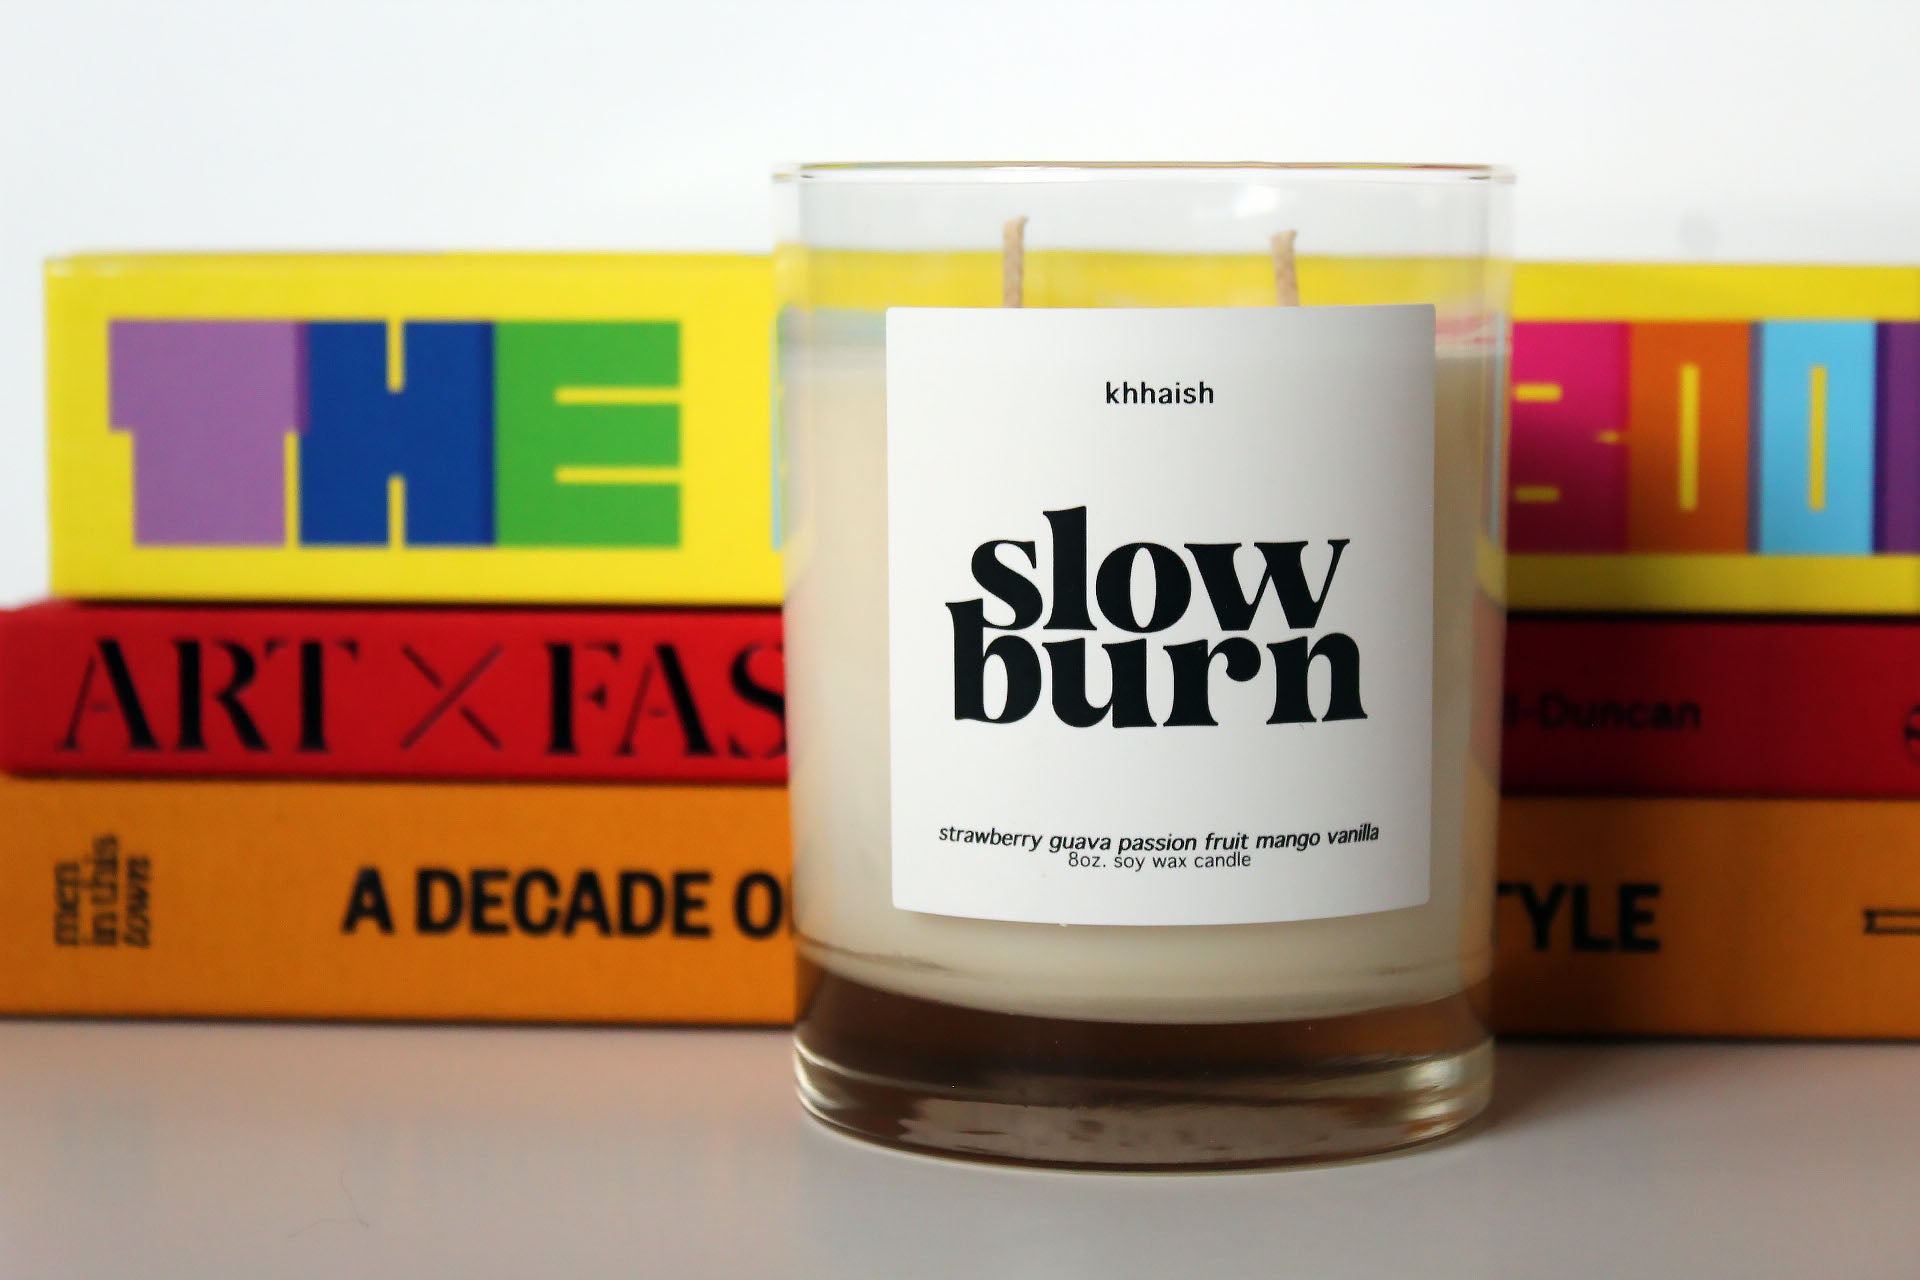 THE
ART X FAS
men
in this
town
A DECADE O
khhaish
slow
burn
strawberry guava passion fruit mango vanilla
8oz. soy wax candle
-Duncan
TYLE